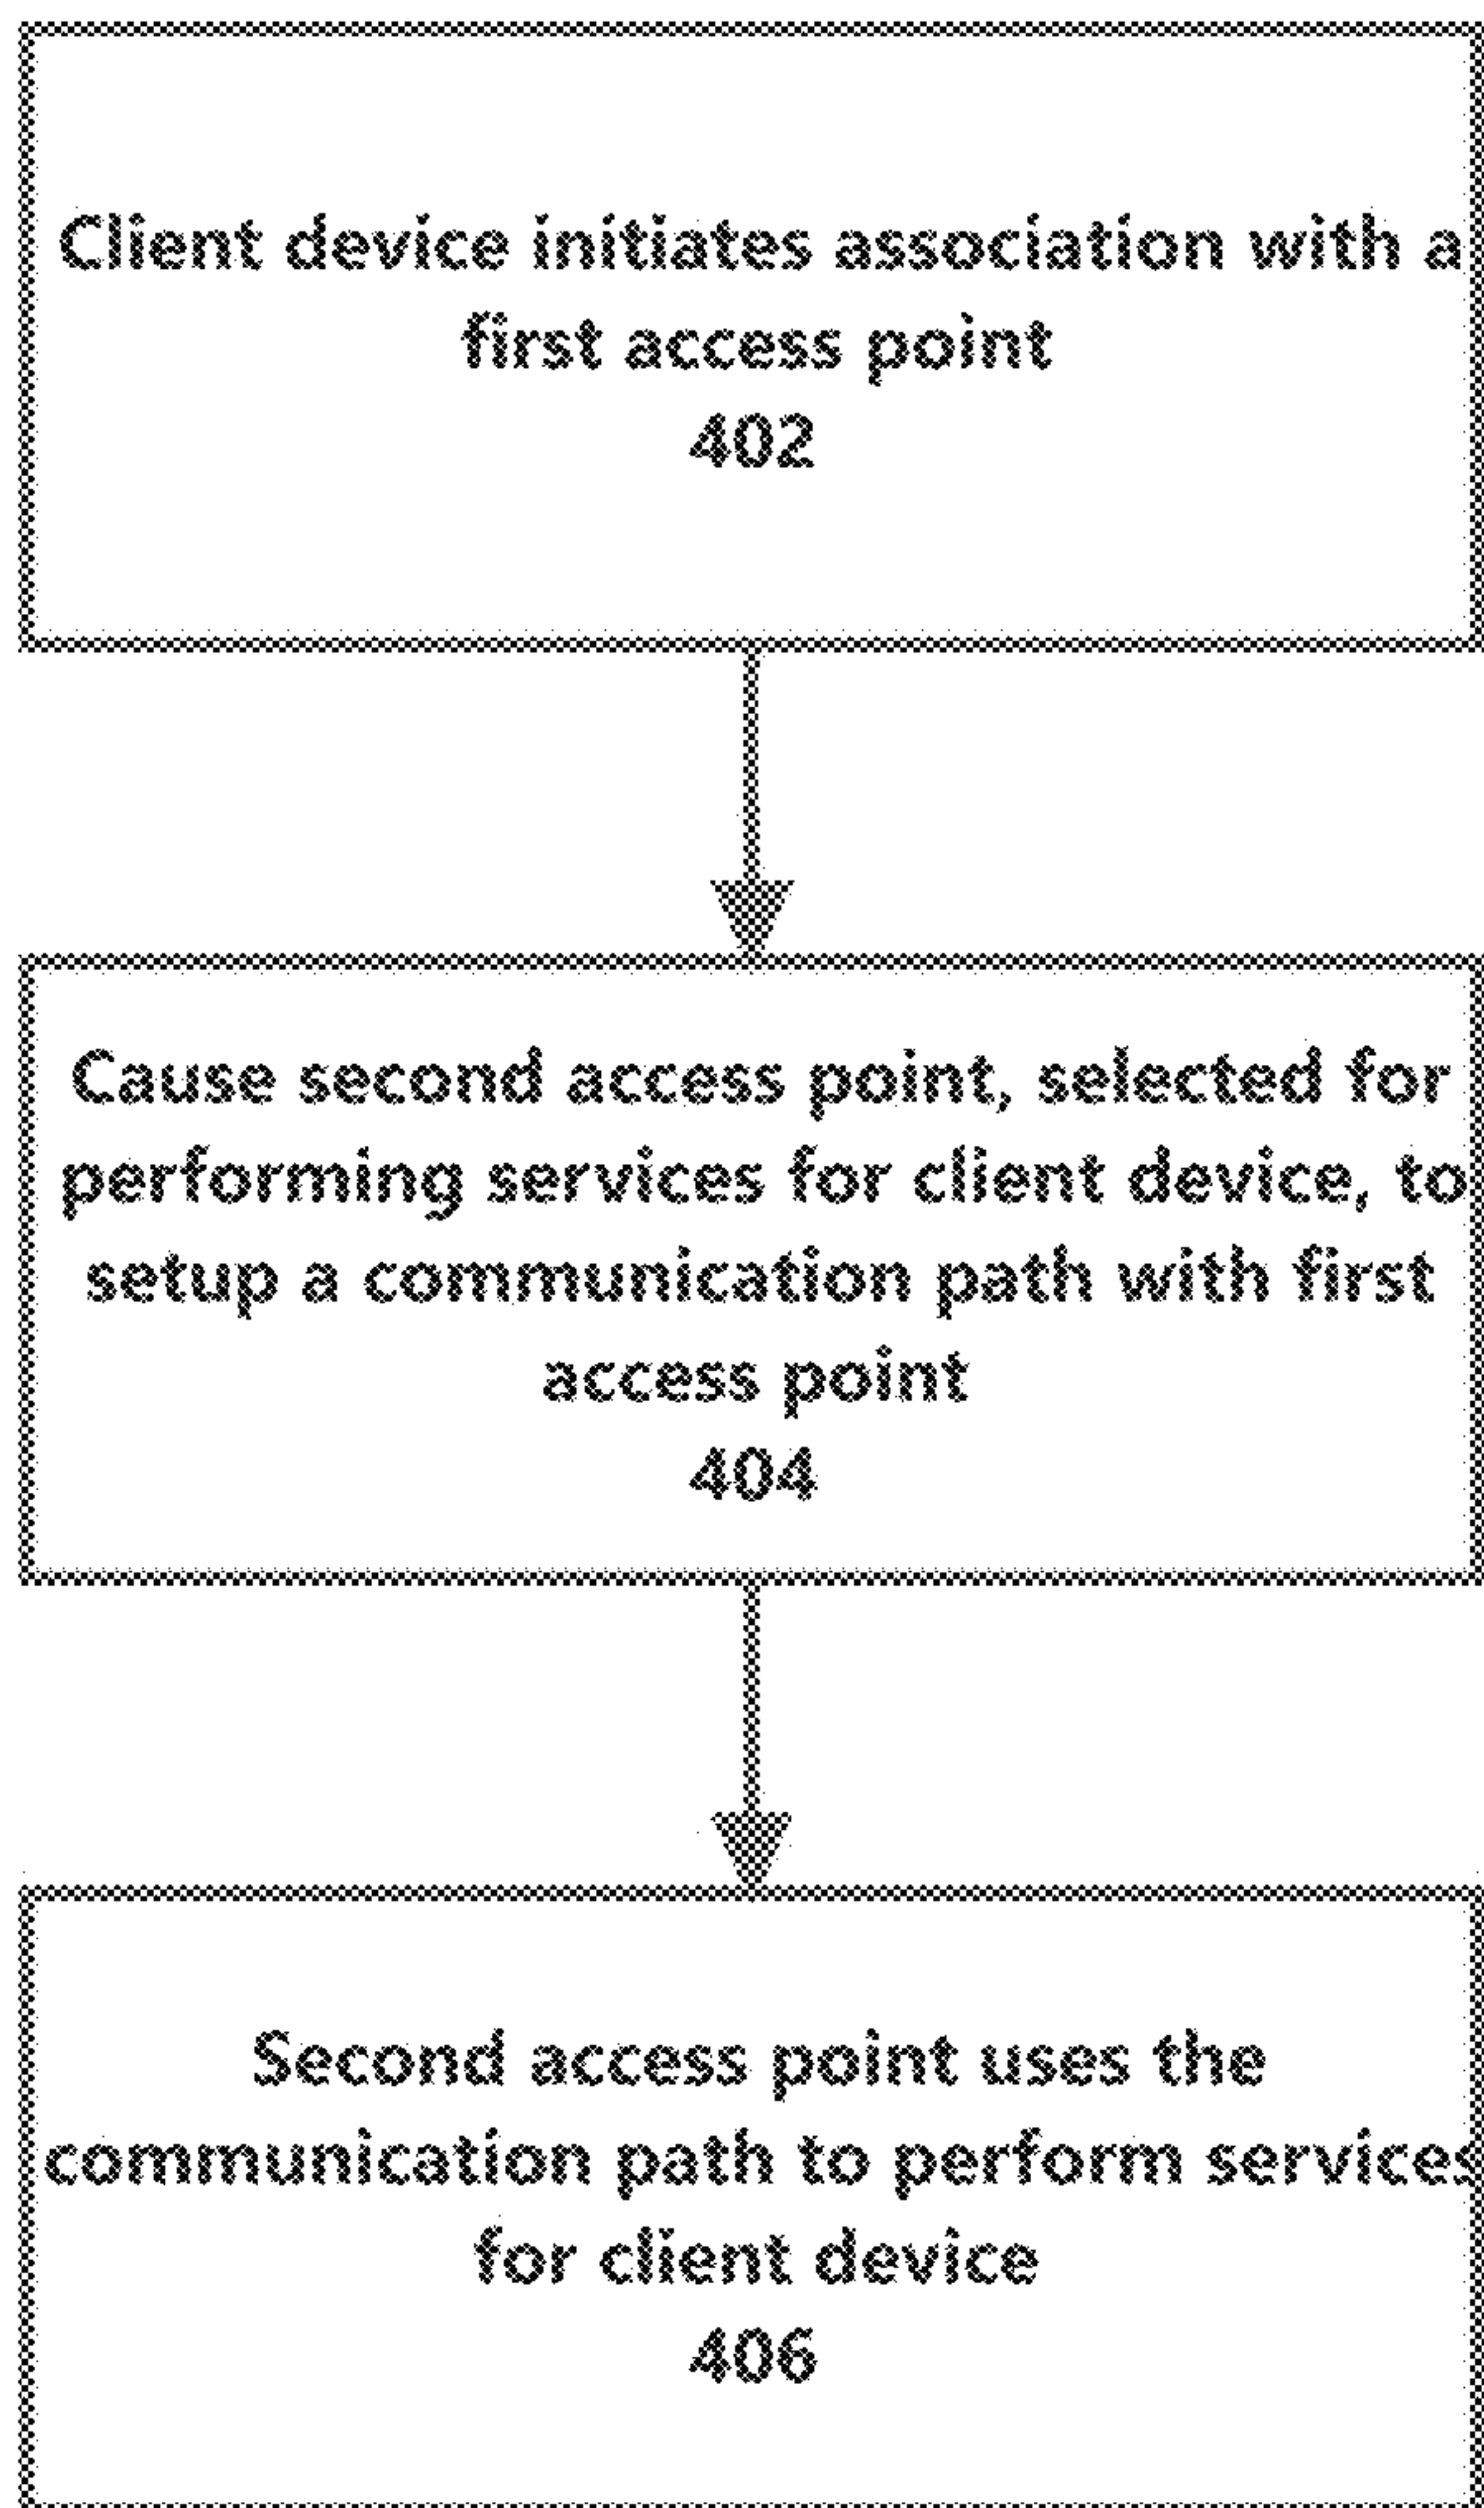 Client device initiates association with a
first access point
402
Cause second access point, selected for
performing services for client device, to
setup a communication path with first
access point
404
Second access point uses the
communication path to perform services
for client device
406